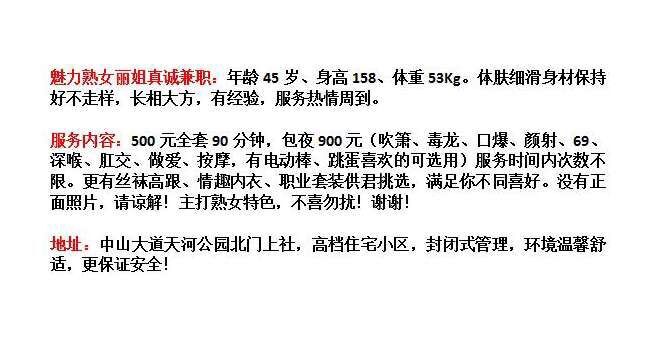 魅力熟女丽姐真诚兼职：年龄 45 岁、身高 158、体重 53Kg。体肤细滑身材保持
好不走样，长相大方，有经验，服务热情周到。
服务内容：500 元全套 90 分钟，包夜 900 元（吹箫、毒龙、口爆、颜射、69、
深喉、肛交、做爱、按摩，有电动棒、跳蛋喜欢的可选用）服务时间内次数不
限。更有丝袜高跟、情趣内衣、职业套装供君挑选，满足你不同喜好。没有正
面照片，请谅解！主打熟女特色，不喜勿扰！谢谢！
地址：中山大道天河公园北门上社，高档住宅小区，封闭式管理，环境温馨舒
适，更保证安全！